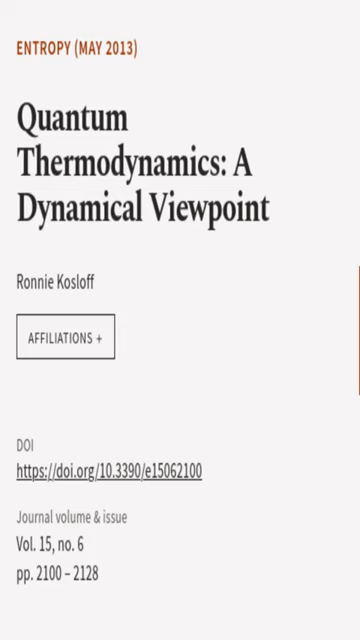 ENTROPY (MAY 2013)
Quantum
Thermodynamics: A
Dynamical Viewpoint
Ronnie Kosloff
AFFILIATIONS +
DOI
https://doi.org/10.3390/e15062100
Journal volume & issue
Vol. 15, no. 6
pp. 2100 – 2128